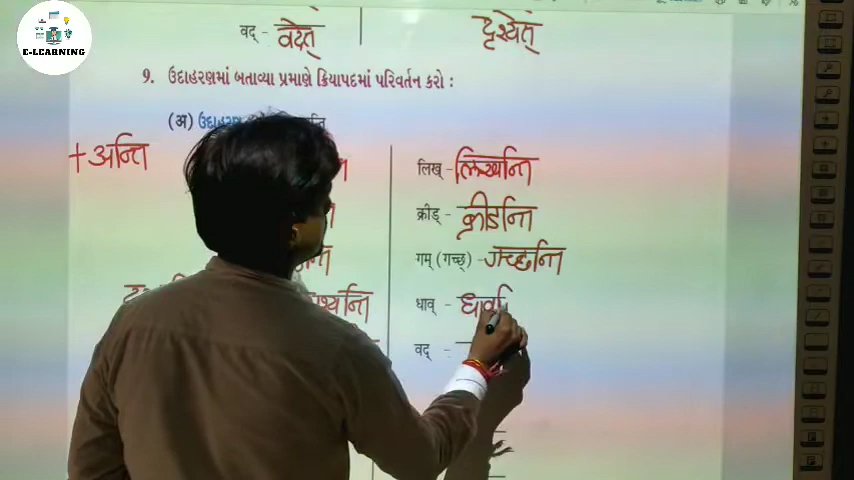 E-LEARNING
वद् - वदेत्
दृश्येत्
9. ઉદાહરણમાં બતાવ્યા પ્રમાણે ક્રિયાપદમાં પરિવર્તન કરો :
(अ)
+ अन्ति
लिख् - लिखन्ति
क्रीड् - क्रीडन्ति
गम् (गच्छ्) - गच्छन्ति
धाव् - धाव
वद् -